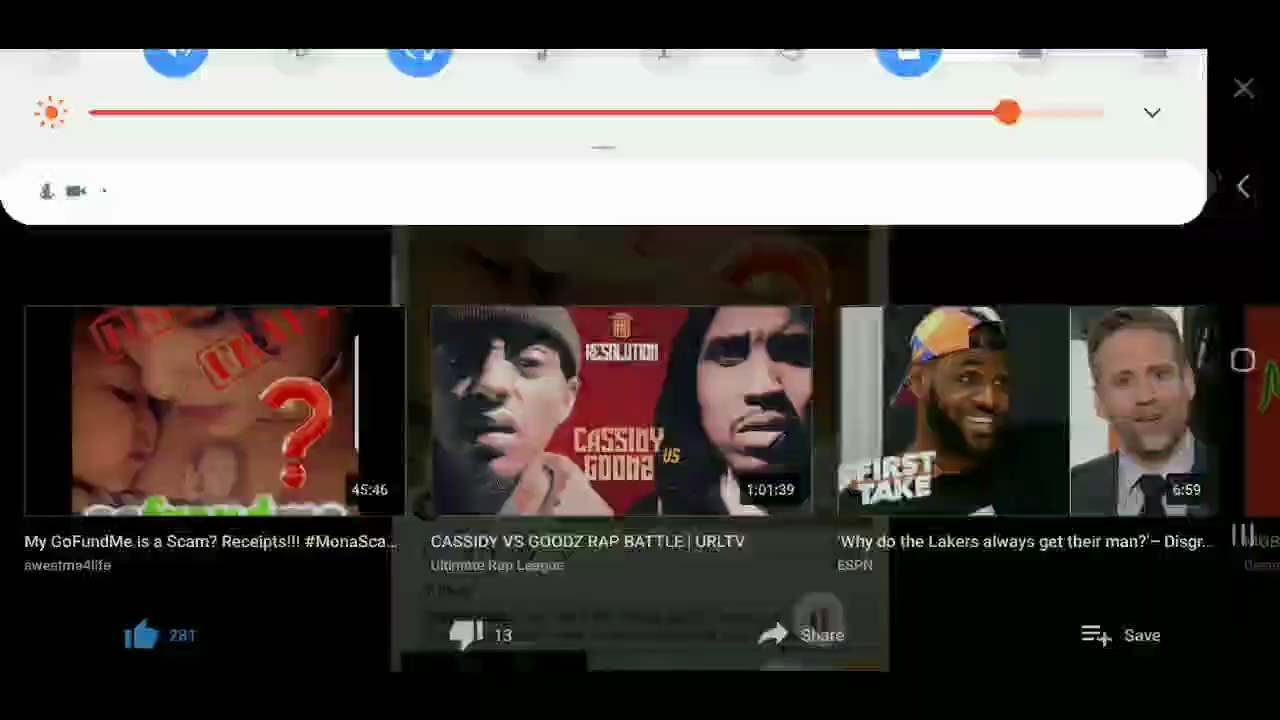 RESOLUTION
CASSIDY
VS
GOODZ
FIRST
TAKE
45:46
1:01:39
6:59
My GoFundMe is a Scam? Receipts!!! #MonaSca...
CASSIDY VS GOODZ RAP BATTLE | URLTV
'Why do the Lakers always get their man?' – Disgr...
awestma4life
Ultimate Rap League
ESPN
281
13
Share
Save